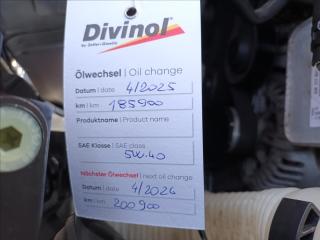 Divinol
by Zeller+Gmelin
Ölwechsel | Oil change
Datum | date 4/2025
km | km 185900
Produktname | Product name
SAE Klasse | SAE class
5W-40
Nächster Ölwechsel | next oil change
Datum | date 4/2026
km | km 200900